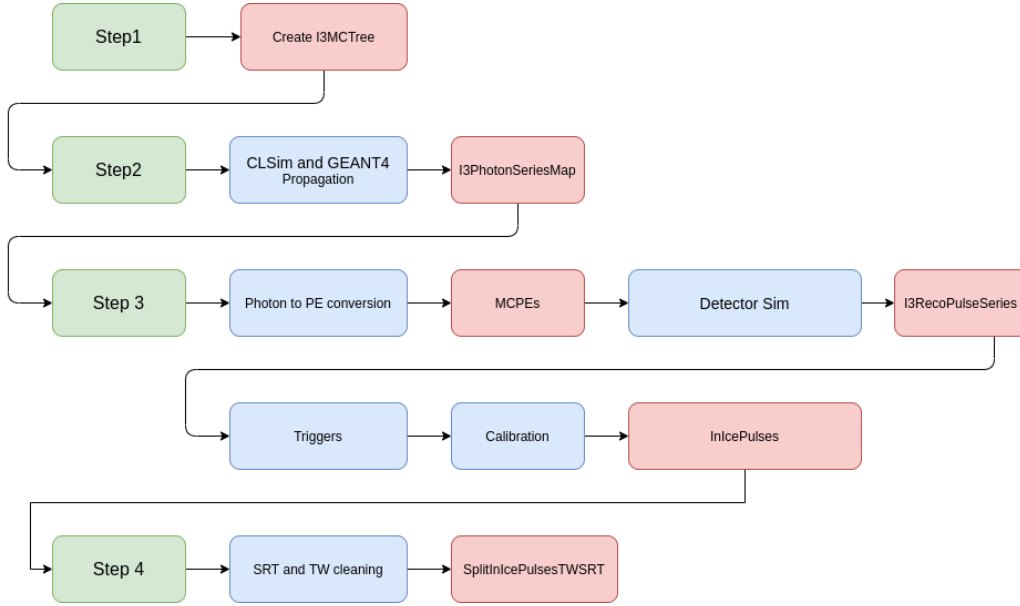 Step1
Create I3MCTree
Step2
CLSim and GEANT4
Propagation
I3PhotonSeriesMap
Step 3
Photon to PE conversion
MCPEs
Detector Sim
I3RecoPulseSeries
Triggers
Calibration
InIcePulses
Step 4
SRT and TW cleaning
SplitInIcePulsesTWSRT